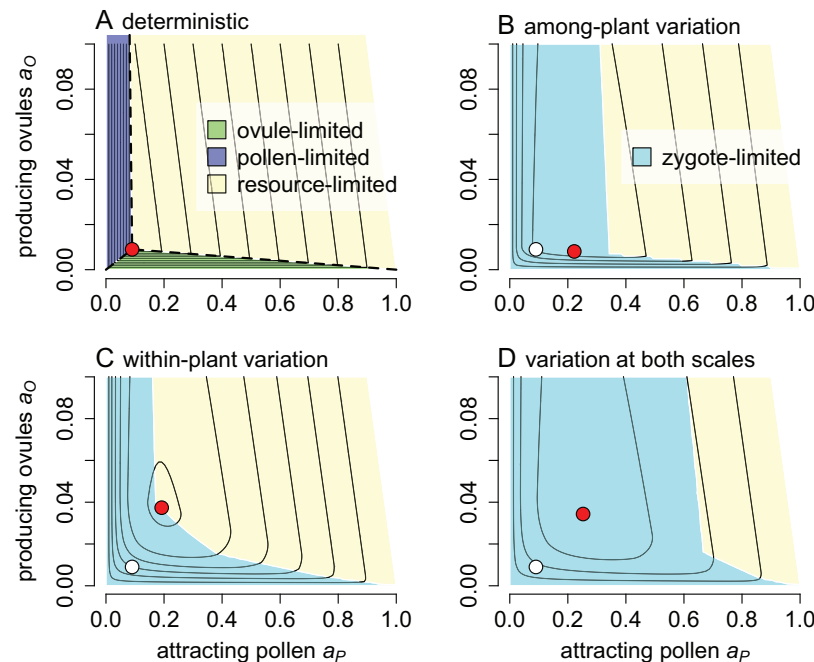 A deterministic
producing ovules aO
0.00 0.04 0.08
ovule-limited
pollen-limited
resource-limited
0.0 0.2 0.4 0.6 0.8 1.0
B among-plant variation
0.00 0.04 0.08
zygote-limited
0.0 0.2 0.4 0.6 0.8 1.0
C within-plant variation
producing ovules aO
0.00 0.04 0.08
0.0 0.2 0.4 0.6 0.8 1.0
attracting pollen aP
D variation at both scales
0.00 0.04 0.08
0.0 0.2 0.4 0.6 0.8 1.0
attracting pollen aP